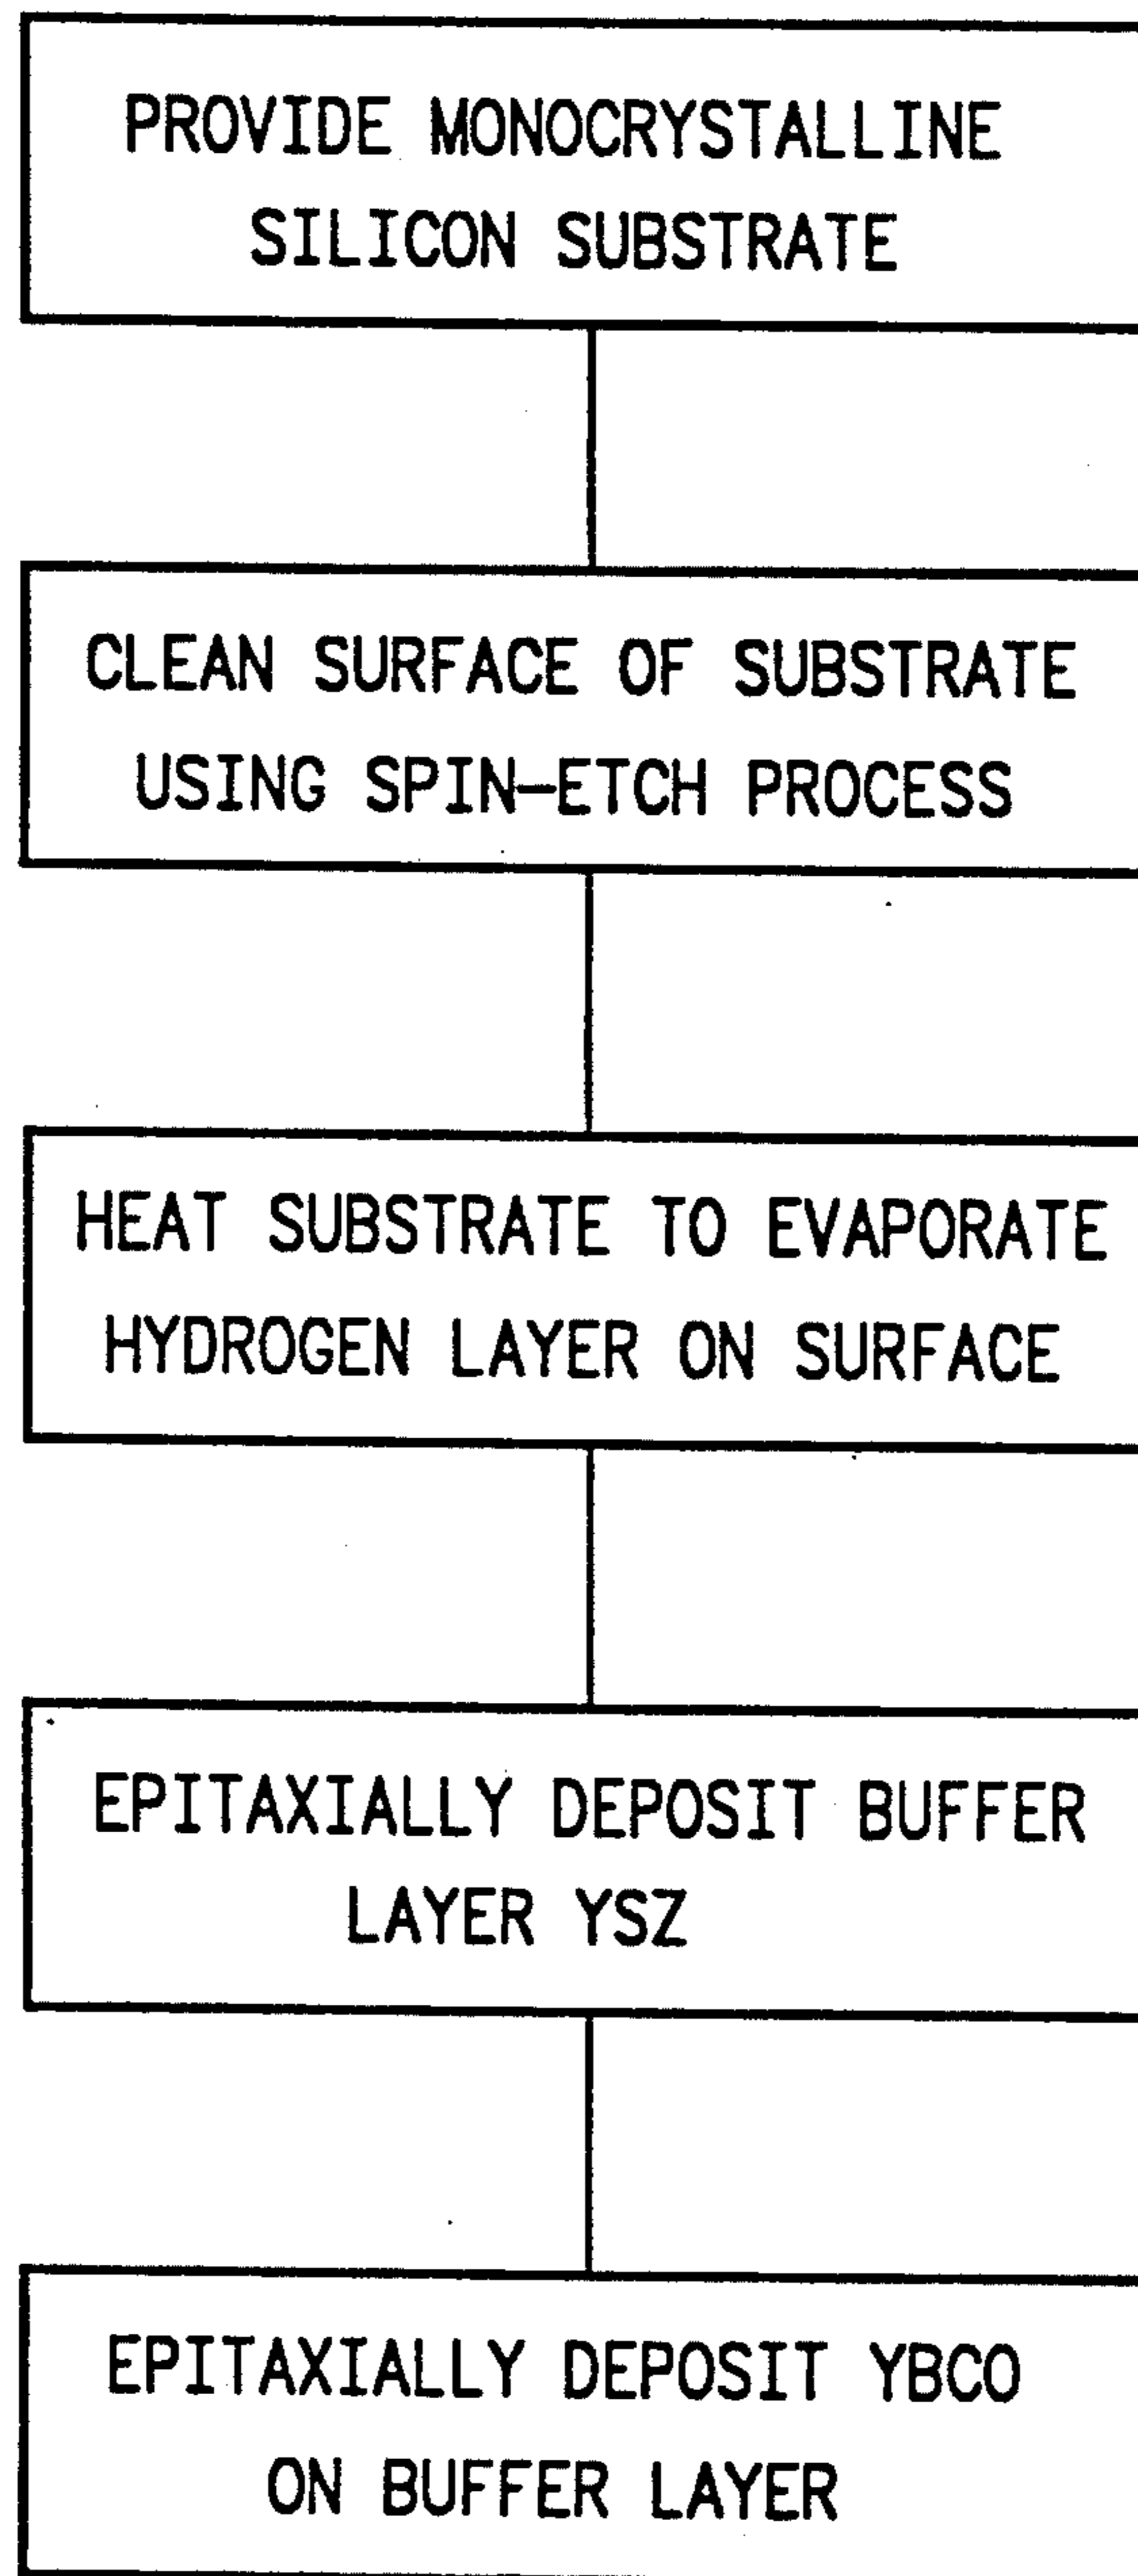 PROVIDE MONOCRYSTALLINE
SILICON SUBSTRATE
CLEAN SURFACE OF SUBSTRATE
USING SPIN-ETCH PROCESS
HEAT SUBSTRATE TO EVAPORATE
HYDROGEN LAYER ON SURFACE
EPITAXIALLY DEPOSIT BUFFER
LAYER YSZ
EPITAXIALLY DEPOSIT YBCO
ON BUFFER LAYER